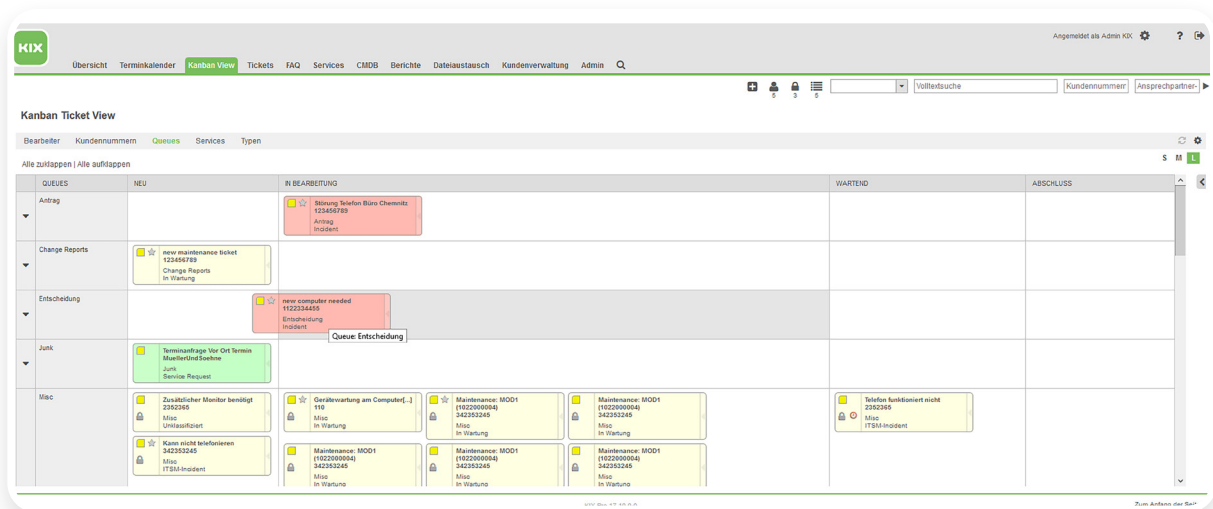 KIX
Angemeldet als Admin KIX
?
Übersicht Terminkalender Kanban View Tickets FAQ Services CMDB Berichte Dateiaustausch Kundenverwaltung Admin
5 3 5
Volltextsuche Kundennummern Ansprechpartner-
Kanban Ticket View
Bearbeiter Kundennummern Queues Services Typen
Alle zuklappen | Alle aufklappen
S M L
QUEUES NEU IN BEARBEITUNG WARTEND ABSCHLUSS
Antrag
Störung Telefon Büro Chemnitz
123456789
Antrag
Incident
Change Reports
new maintenance ticket
123456789
Change Reports
In Wartung
Entscheidung
new computer needed
1122334455
Entscheidung
Incident
Queue: Entscheidung
Junk
Terminanfrage Vor Ort Termin
MuellerUndSoehne
Junk
Service Request
Misc
Zusätzlicher Monitor benötigt
2352365
Misc
Unklassifiziert
Gerätewartung am Computer[...]
110
Misc
In Wartung
Maintenance: MOD1
(1022000004)
342353245
Misc
In Wartung
Maintenance: MOD1
(1022000004)
342353245
Misc
In Wartung
Telefon funktioniert nicht
2352365
Misc
ITSM-Incident
Kann nicht telefonieren
342353245
Misc
ITSM-Incident
Maintenance: MOD1
(1022000004)
342353245
Misc
In Wartung
Maintenance: MOD1
(1022000004)
342353245
Misc
In Wartung
Maintenance: MOD1
(1022000004)
342353245
Misc
In Wartung
Zum Anfang der Seite